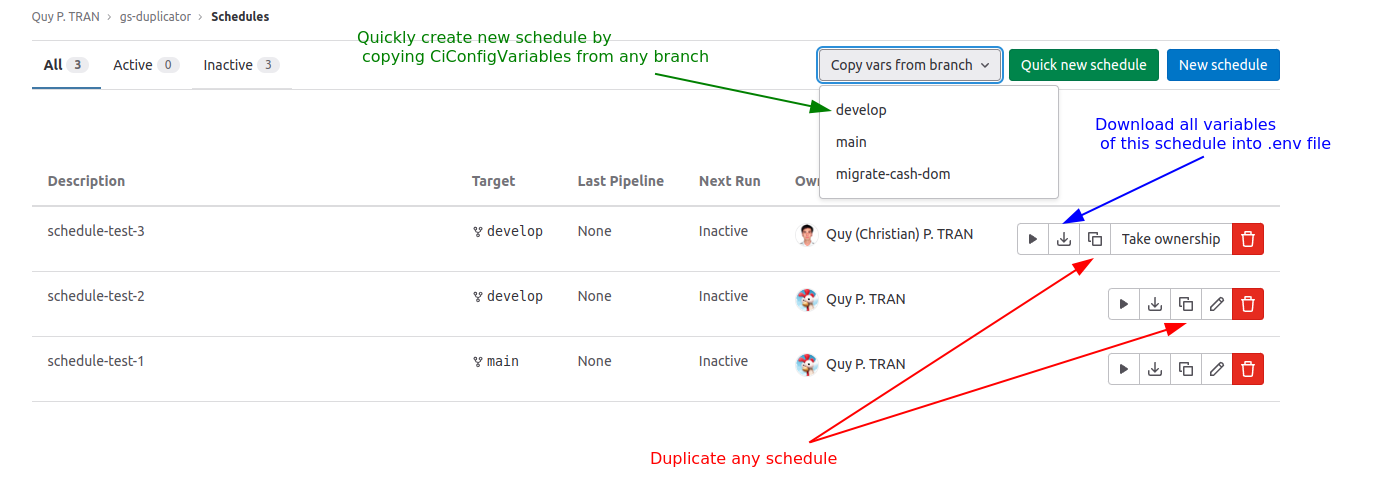 Quy P. TRAN › gs-duplicator › Schedules
Quickly create new schedule by
copying CiConfigVariables from any branch
All 3 Active 0 Inactive 3
Copy vars from branch Quick new schedule New schedule
develop
main
migrate-cash-dom
Download all variables
of this schedule into .env file
Description Target Last Pipeline Next Run
schedule-test-3 develop None Inactive Quy (Christian) P. TRAN Take ownership
schedule-test-2 develop None Inactive Quy P. TRAN
schedule-test-1 main None Inactive Quy P. TRAN
Duplicate any schedule